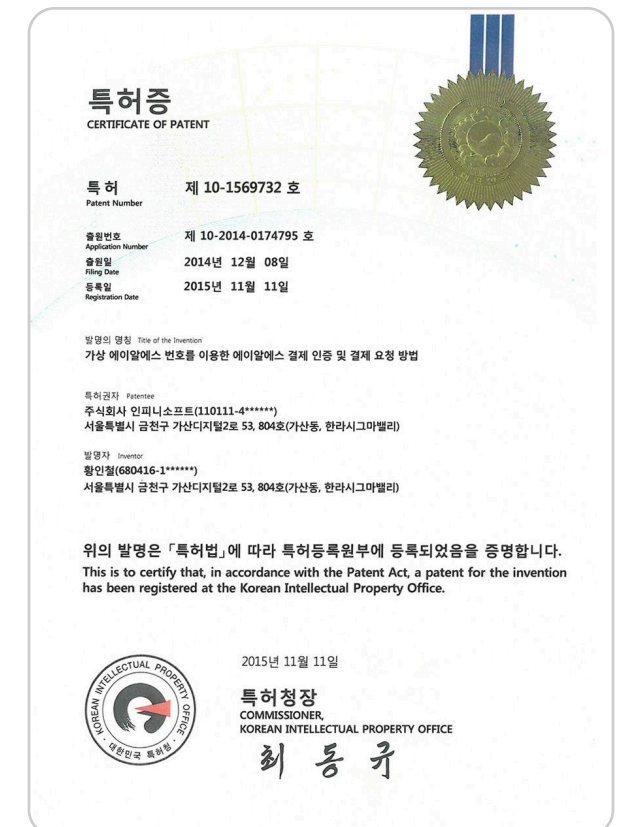 특허증
CERTIFICATE OF PATENT
특 허 제 10-1569732 호
Patent Number
출원번호 제 10-2014-0174795 호
Application Number
출원일 2014년 12월 08일
Filing Date
등록일 2015년 11월 11일
Registration Date
발명의 명칭 Title of the Invention
가상 에이알에스 번호를 이용한 에이알에스 결제 인증 및 결제 요청 방법
특허권자 Patentee
주식회사 인피니소프트(110111-4******)
서울특별시 금천구 가산디지털2로 53, 804호(가산동, 한라시그마밸리)
발명자 Inventor
황인철(680416-1******)
서울특별시 금천구 가산디지털2로 53, 804호(가산동, 한라시그마밸리)
위의 발명은 「특허법」에 따라 특허등록원부에 등록되었음을 증명합니다.
This is to certify that, in accordance with the Patent Act, a patent for the invention
has been registered at the Korean Intellectual Property Office.
2015년 11월 11일
특허청장
COMMISSIONER,
KOREAN INTELLECTUAL PROPERTY OFFICE
최 동 규
KOREAN INTELLECTUAL PROPERTY OFFICE
대한민국 특허청